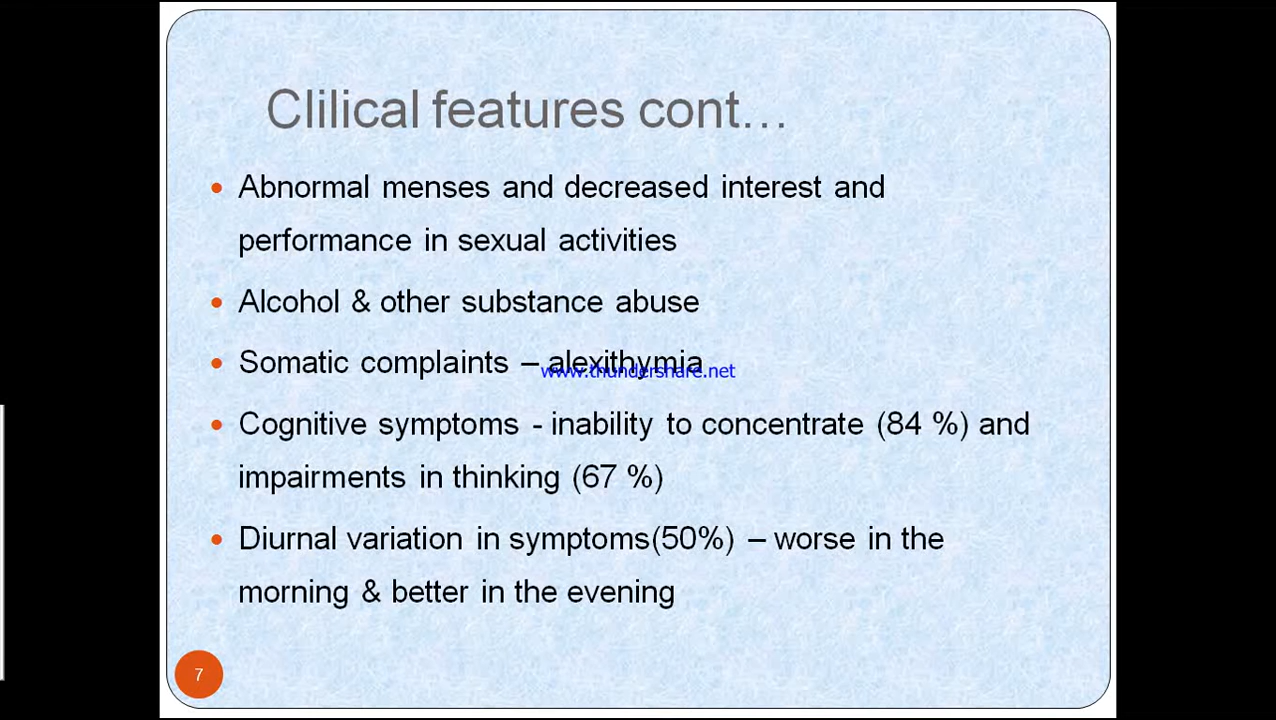 Clilical features cont…
• Abnormal menses and decreased interest and
performance in sexual activities
• Alcohol & other substance abuse
• Somatic complaints – alexithymia
www.thundershare.net
• Cognitive symptoms - inability to concentrate (84 %) and
impairments in thinking (67 %)
• Diurnal variation in symptoms(50%) – worse in the
morning & better in the evening
7